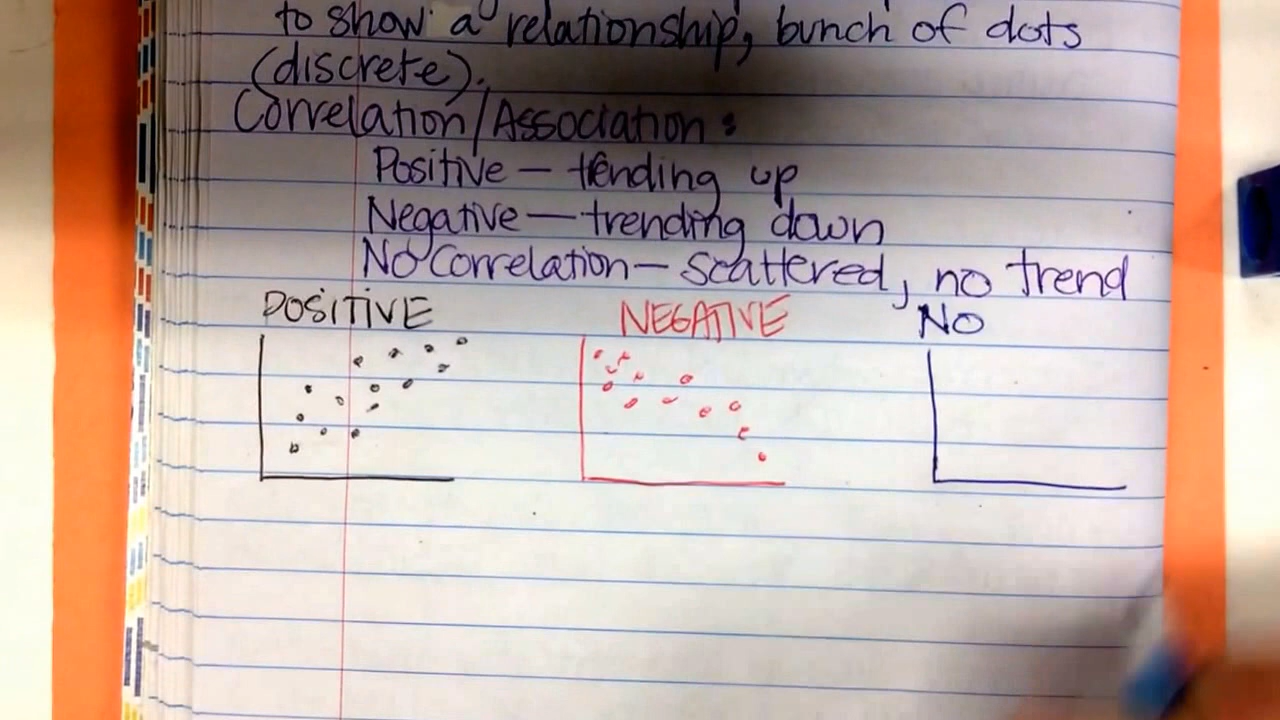 to show a relationship, bunch of dots
(discrete).
Correlation/Association:
Positive — trending up
Negative — trending down
No Correlation — scattered, no trend
POSITIVE NEGATIVE NO